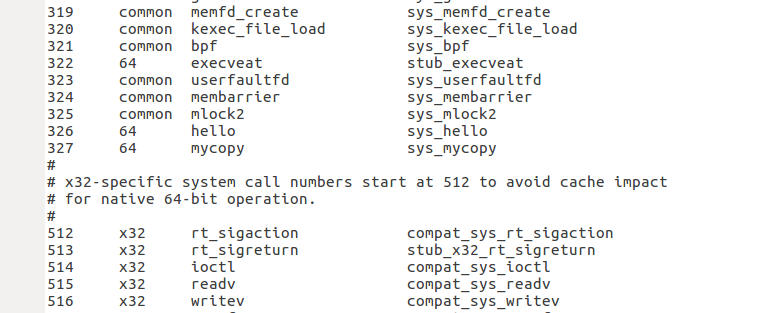 319 common memfd_create sys_memfd_create
320 common kexec_file_load sys_kexec_file_load
321 common bpf sys_bpf
322 64 execveat stub_execveat
323 common userfaultfd sys_userfaultfd
324 common membarrier sys_membarrier
325 common mlock2 sys_mlock2
326 64 hello sys_hello
327 64 mycopy sys_mycopy
#
# x32-specific system call numbers start at 512 to avoid cache impact
# for native 64-bit operation.
#
512 x32 rt_sigaction compat_sys_rt_sigaction
513 x32 rt_sigreturn stub_x32_rt_sigreturn
514 x32 ioctl compat_sys_ioctl
515 x32 readv compat_sys_readv
516 x32 writev compat_sys_writev